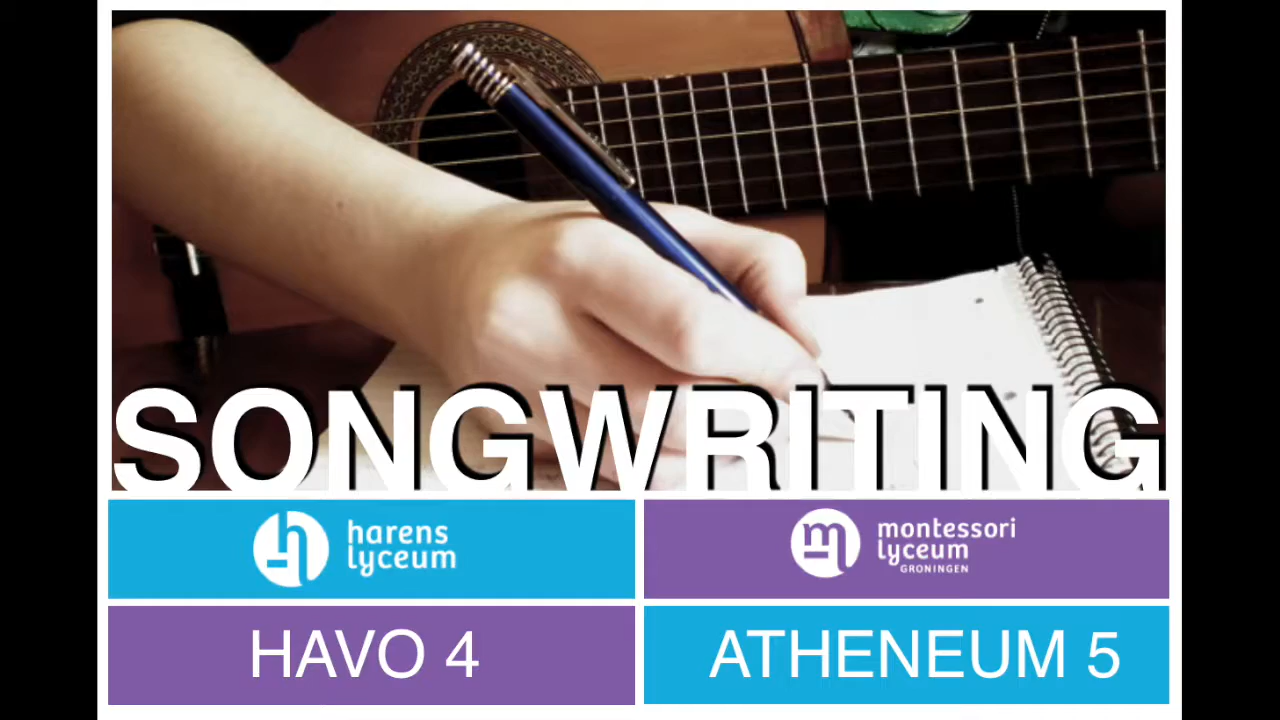 SONGWRITING
harens
lyceum
montessori
lyceum
GRONINGEN
HAVO 4
ATHENEUM 5